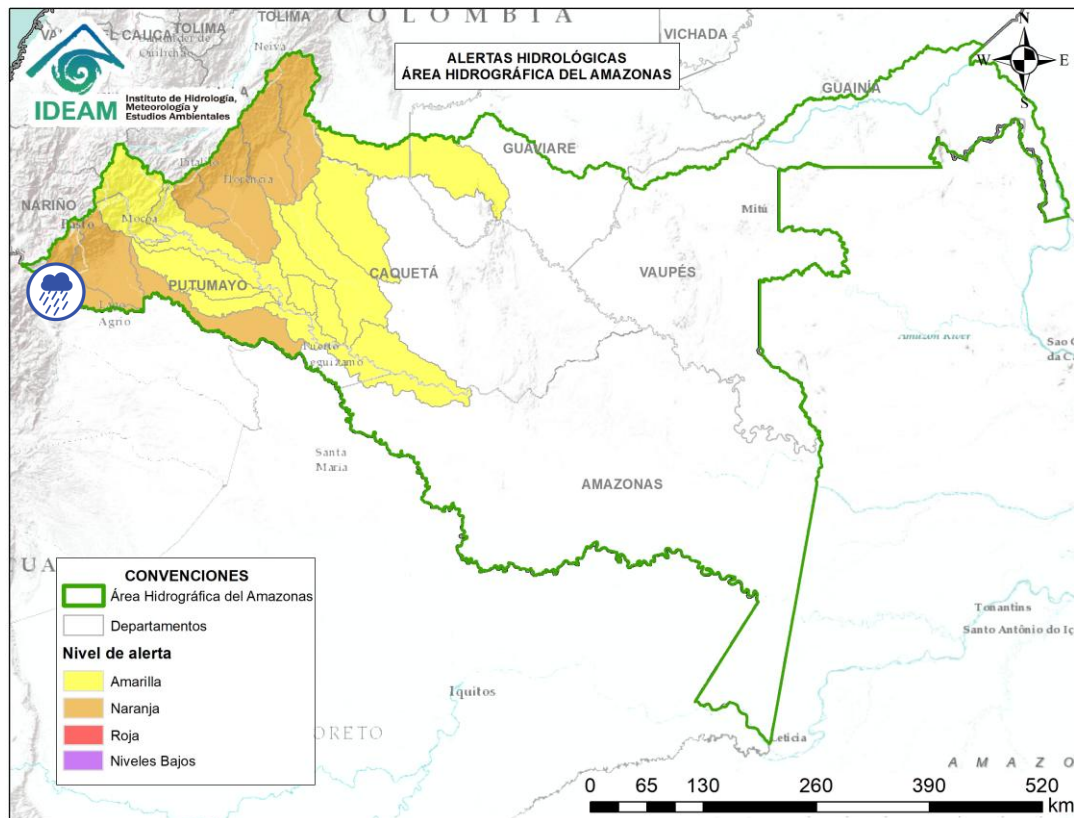 COLOMBIA
TOLIMA
TOLIMA
CAUCA
Neiva
VICHADA
ALERTAS HIDROLÓGICAS
ÁREA HIDROGRÁFICA DEL AMAZONAS
N
W
E
S
IDEAM
Instituto de Hidrología,
Meteorología y
Estudios Ambientales
GUAINÍA
GUAVIARE
Florencia
NARIÑO
Pasto
Mocoa
Mitú
CAQUETÁ
VAUPÉS
PUTUMAYO
Agrio
Puerto
Leguízamo
Santa
Maria
AMAZONAS
CONVENCIONES
Área Hidrográfica del Amazonas
Departamentos
Nivel de alerta
Amarilla
Naranja
Roja
Niveles Bajos
Tonantins
Santo Antônio do Iç
Iquitos
ORETO
Leticia
AMAZO
0 65 130 260 390 520
km